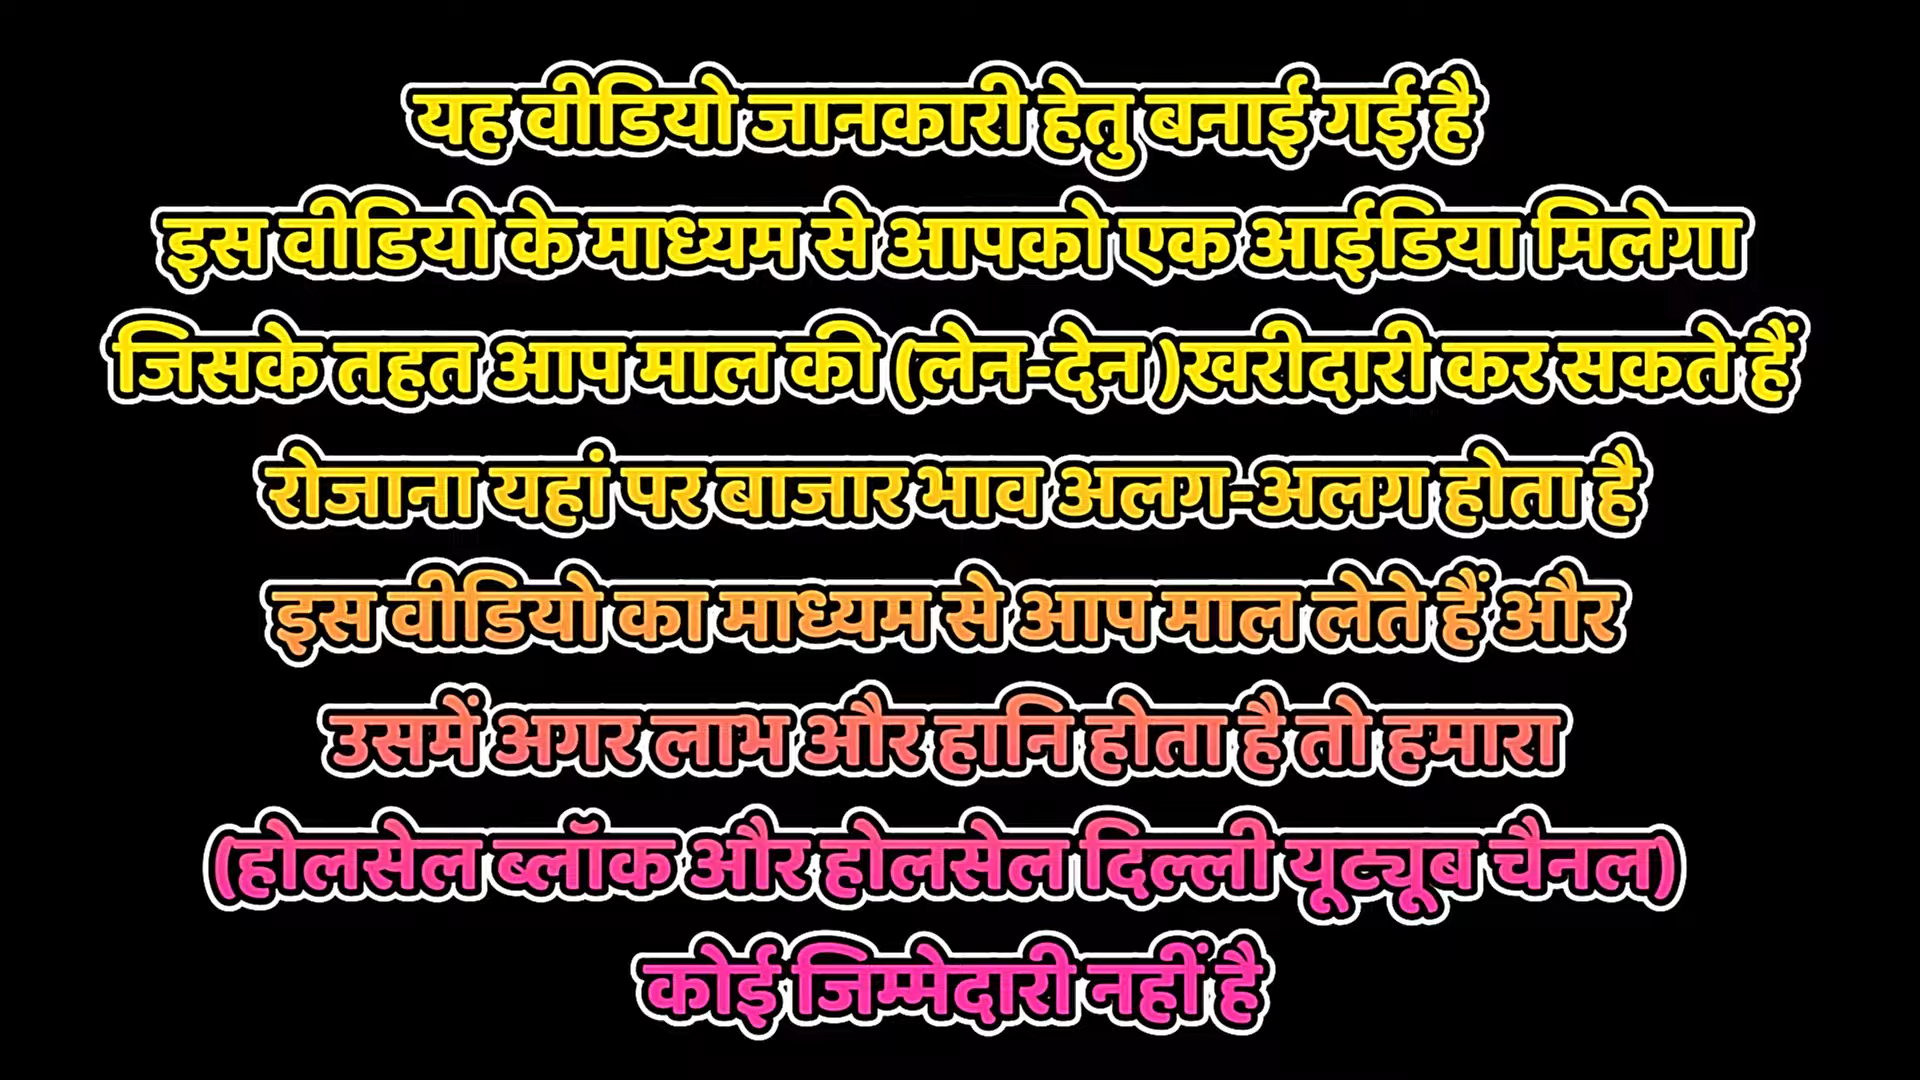 यह वीडियो जानकारी हेतु बनाई गई है
इस वीडियो के माध्यम से आपको एक आईडिया मिलेगा
जिसके तहत आप माल की (लेन-देन )खरीदारी कर सकते हैं
रोजाना यहां पर बाजार भाव अलग-अलग होता है
इस वीडियो का माध्यम से आप माल लेते हैं और
उसमें अगर लाभ और हानि होता है तो हमारा
(होलसेल ब्लॉक और होलसेल दिल्ली यूट्यूब चैनल)
कोई जिम्मेदारी नहीं है